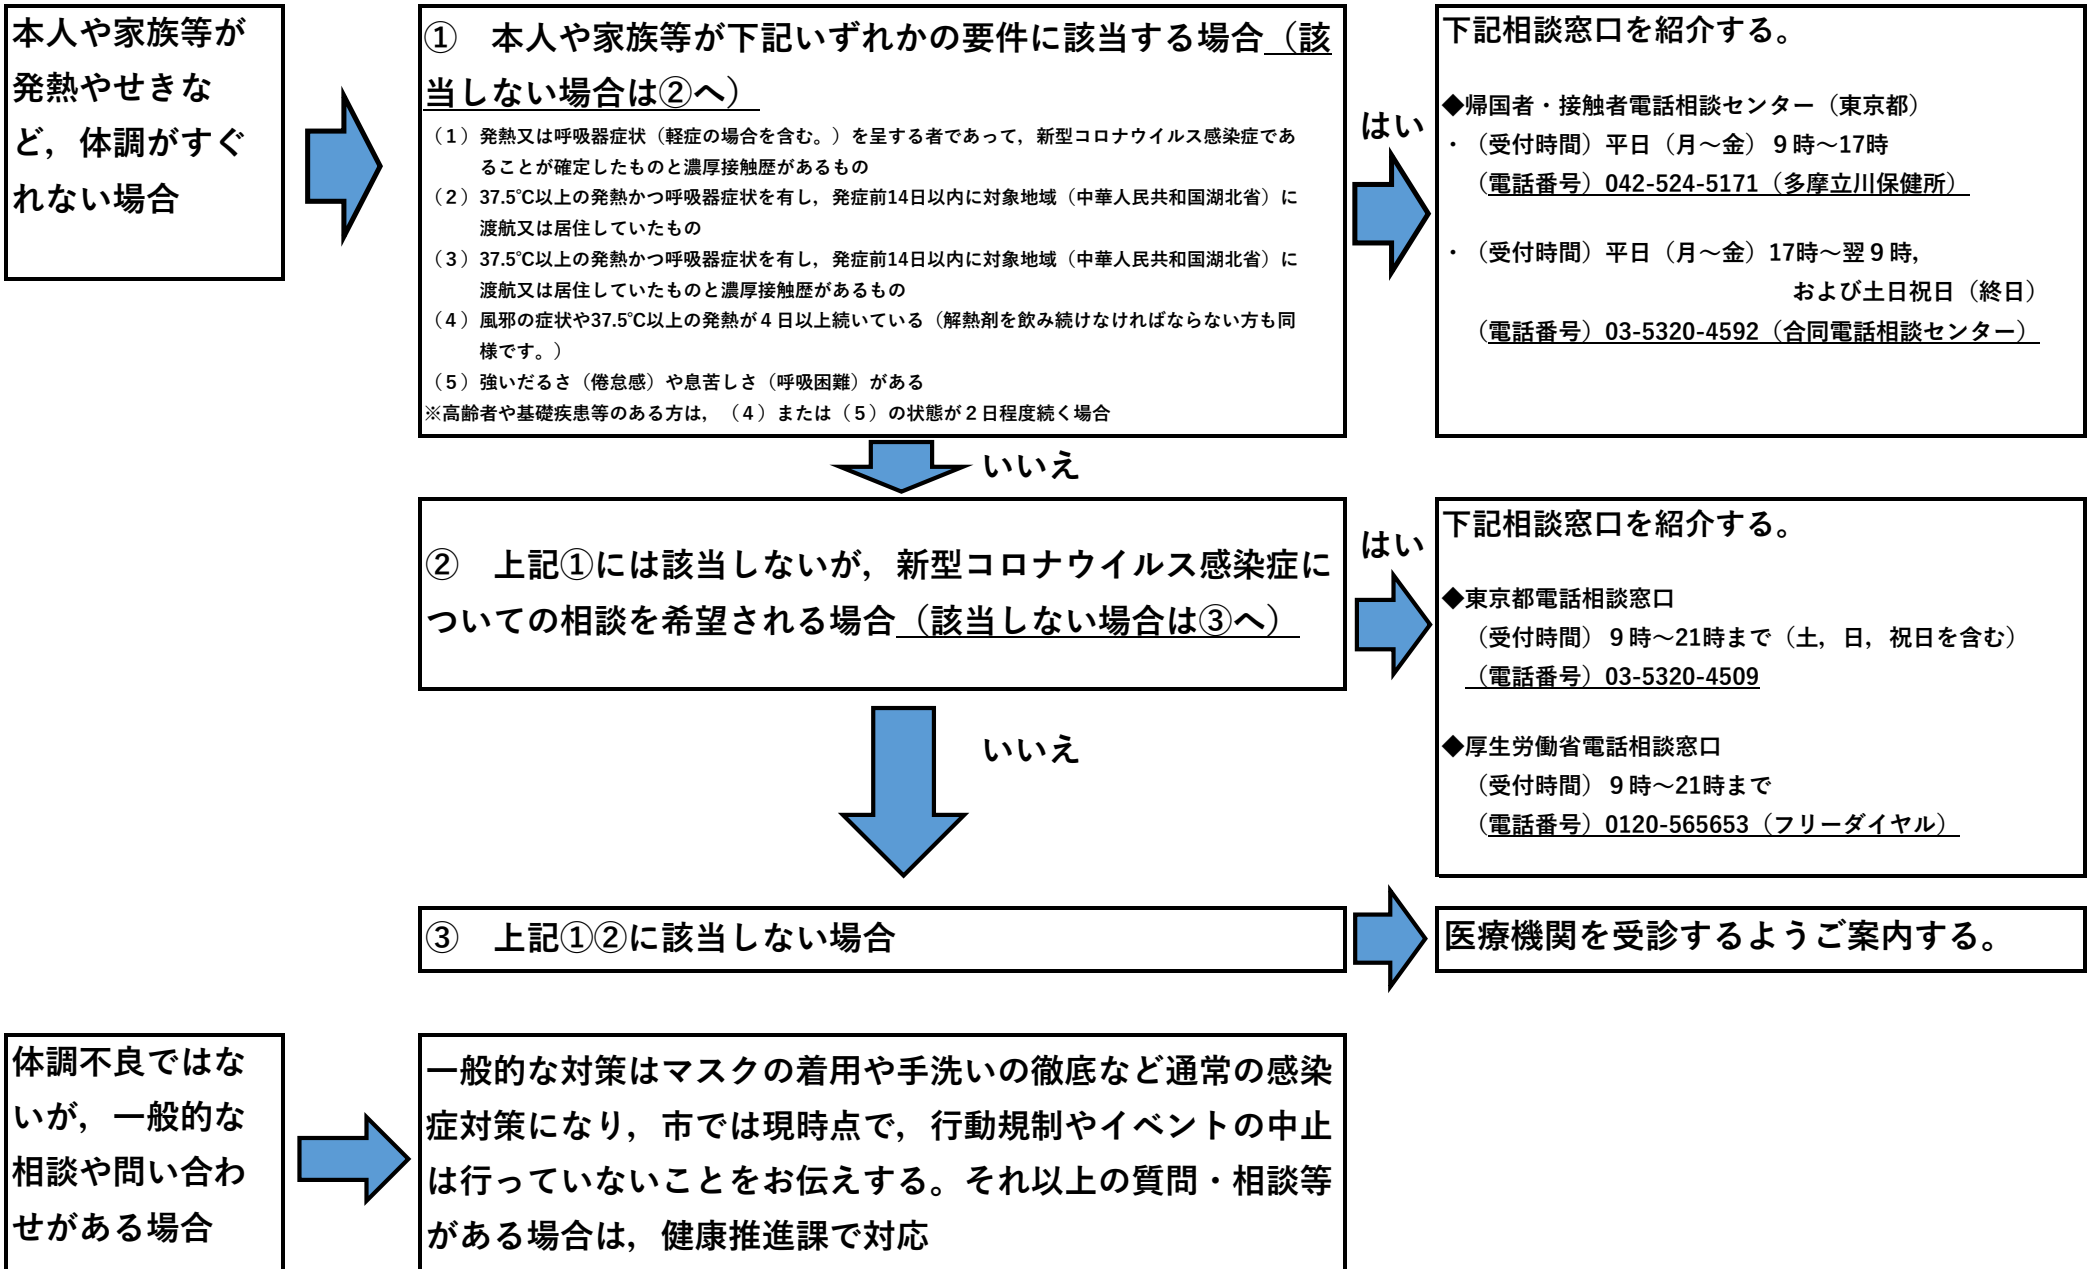 本人や家族等が
発熱やせきな
ど，体調がすぐ
れない場合
①　本人や家族等が下記いずれかの要件に該当する場合（該
当しない場合は②へ）
（１）発熱又は呼吸器症状（軽症の場合を含む。）を呈する者であって，新型コロナウイルス感染症であ
ることが確定したものと濃厚接触歴があるもの
（２）37.5℃以上の発熱かつ呼吸器症状を有し，発症前14日以内に対象地域（中華人民共和国湖北省）に
渡航又は居住していたもの
（３）37.5℃以上の発熱かつ呼吸器症状を有し，発症前14日以内に対象地域（中華人民共和国湖北省）に
渡航又は居住していたものと濃厚接触歴があるもの
（４）風邪の症状や37.5℃以上の発熱が４日以上続いている（解熱剤を飲み続けなければならない方も同
様です。）
（５）強いだるさ（倦怠感）や息苦しさ（呼吸困難）がある
※高齢者や基礎疾患等のある方は，（４）または（５）の状態が２日程度続く場合
はい
下記相談窓口を紹介する。
◆帰国者・接触者電話相談センター（東京都）
・（受付時間）平日（月～金）９時～17時
（電話番号）042-524-5171（多摩立川保健所）
・（受付時間）平日（月～金）17時～翌９時，
および土日祝日（終日）
（電話番号）03-5320-4592（合同電話相談センター）
いいえ
②　上記①には該当しないが，新型コロナウイルス感染症に
ついての相談を希望される場合（該当しない場合は③へ）
はい
下記相談窓口を紹介する。
◆東京都電話相談窓口
（受付時間）９時～21時まで（土，日，祝日を含む）
（電話番号）03-5320-4509
◆厚生労働省電話相談窓口
（受付時間）９時～21時まで
（電話番号）0120-565653（フリーダイヤル）
いいえ
③　上記①②に該当しない場合
医療機関を受診するようご案内する。
体調不良ではな
いが，一般的な
相談や問い合わ
せがある場合
一般的な対策はマスクの着用や手洗いの徹底など通常の感染
症対策になり，市では現時点で，行動規制やイベントの中止
は行っていないことをお伝えする。それ以上の質問・相談等
がある場合は，健康推進課で対応